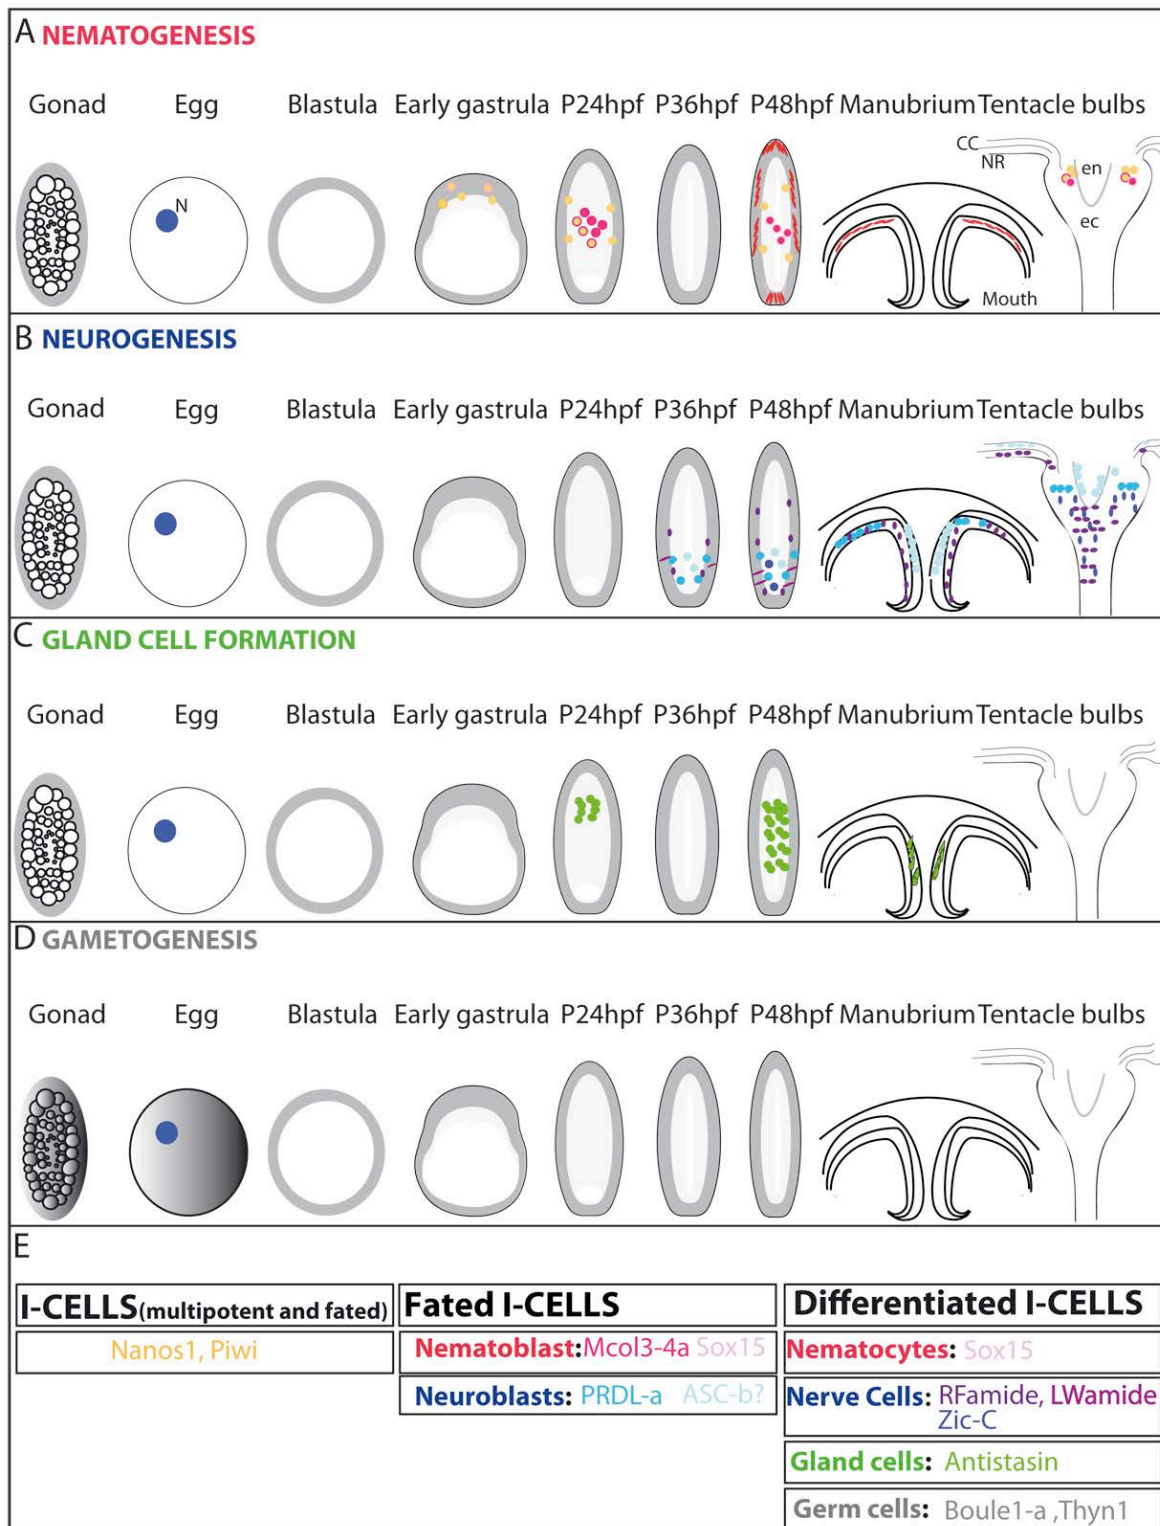 A NEMATOGENESIS
Gonad Egg Blastula Early gastrula P24hpf P36hpf P48hpf Manubrium Tentacle bulbs
CC
NR
en
N
ec
Mouth
B NEUROGENESIS
Gonad Egg Blastula Early gastrula P24hpf P36hpf P48hpf Manubrium Tentacle bulbs
C GLAND CELL FORMATION
Gonad Egg Blastula Early gastrula P24hpf P36hpf P48hpf Manubrium Tentacle bulbs
D GAMETOGENESIS
Gonad Egg Blastula Early gastrula P24hpf P36hpf P48hpf Manubrium Tentacle bulbs
E
I-CELLS(multipotent and fated)
Nanos1, Piwi
Fated I-CELLS
Nematoblast:Mcol3-4a Sox15
Neuroblasts: PRDL-a ASC-b?
Differentiated I-CELLS
Nematocytes: Sox15
Nerve Cells: RFamide, LWamide
Zic-C
Gland cells: Antistasin
Germ cells: Boule1-a ,Thyn1